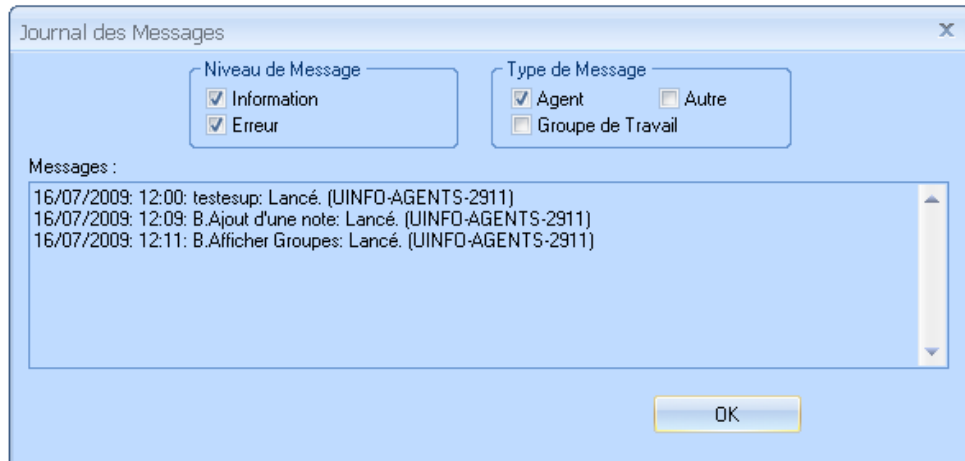 Journal des Messages
Niveau de Message
Type de Message
Information
Agent
Autre
Erreur
Groupe de Travail
Messages :
16/07/2009: 12:00: testesup: Lancé. (UINFO-AGENTS-2911)
16/07/2009: 12:09: B.Ajout d'une note: Lancé. (UINFO-AGENTS-2911)
16/07/2009: 12:11: B.Afficher Groupes: Lancé. (UINFO-AGENTS-2911)
OK